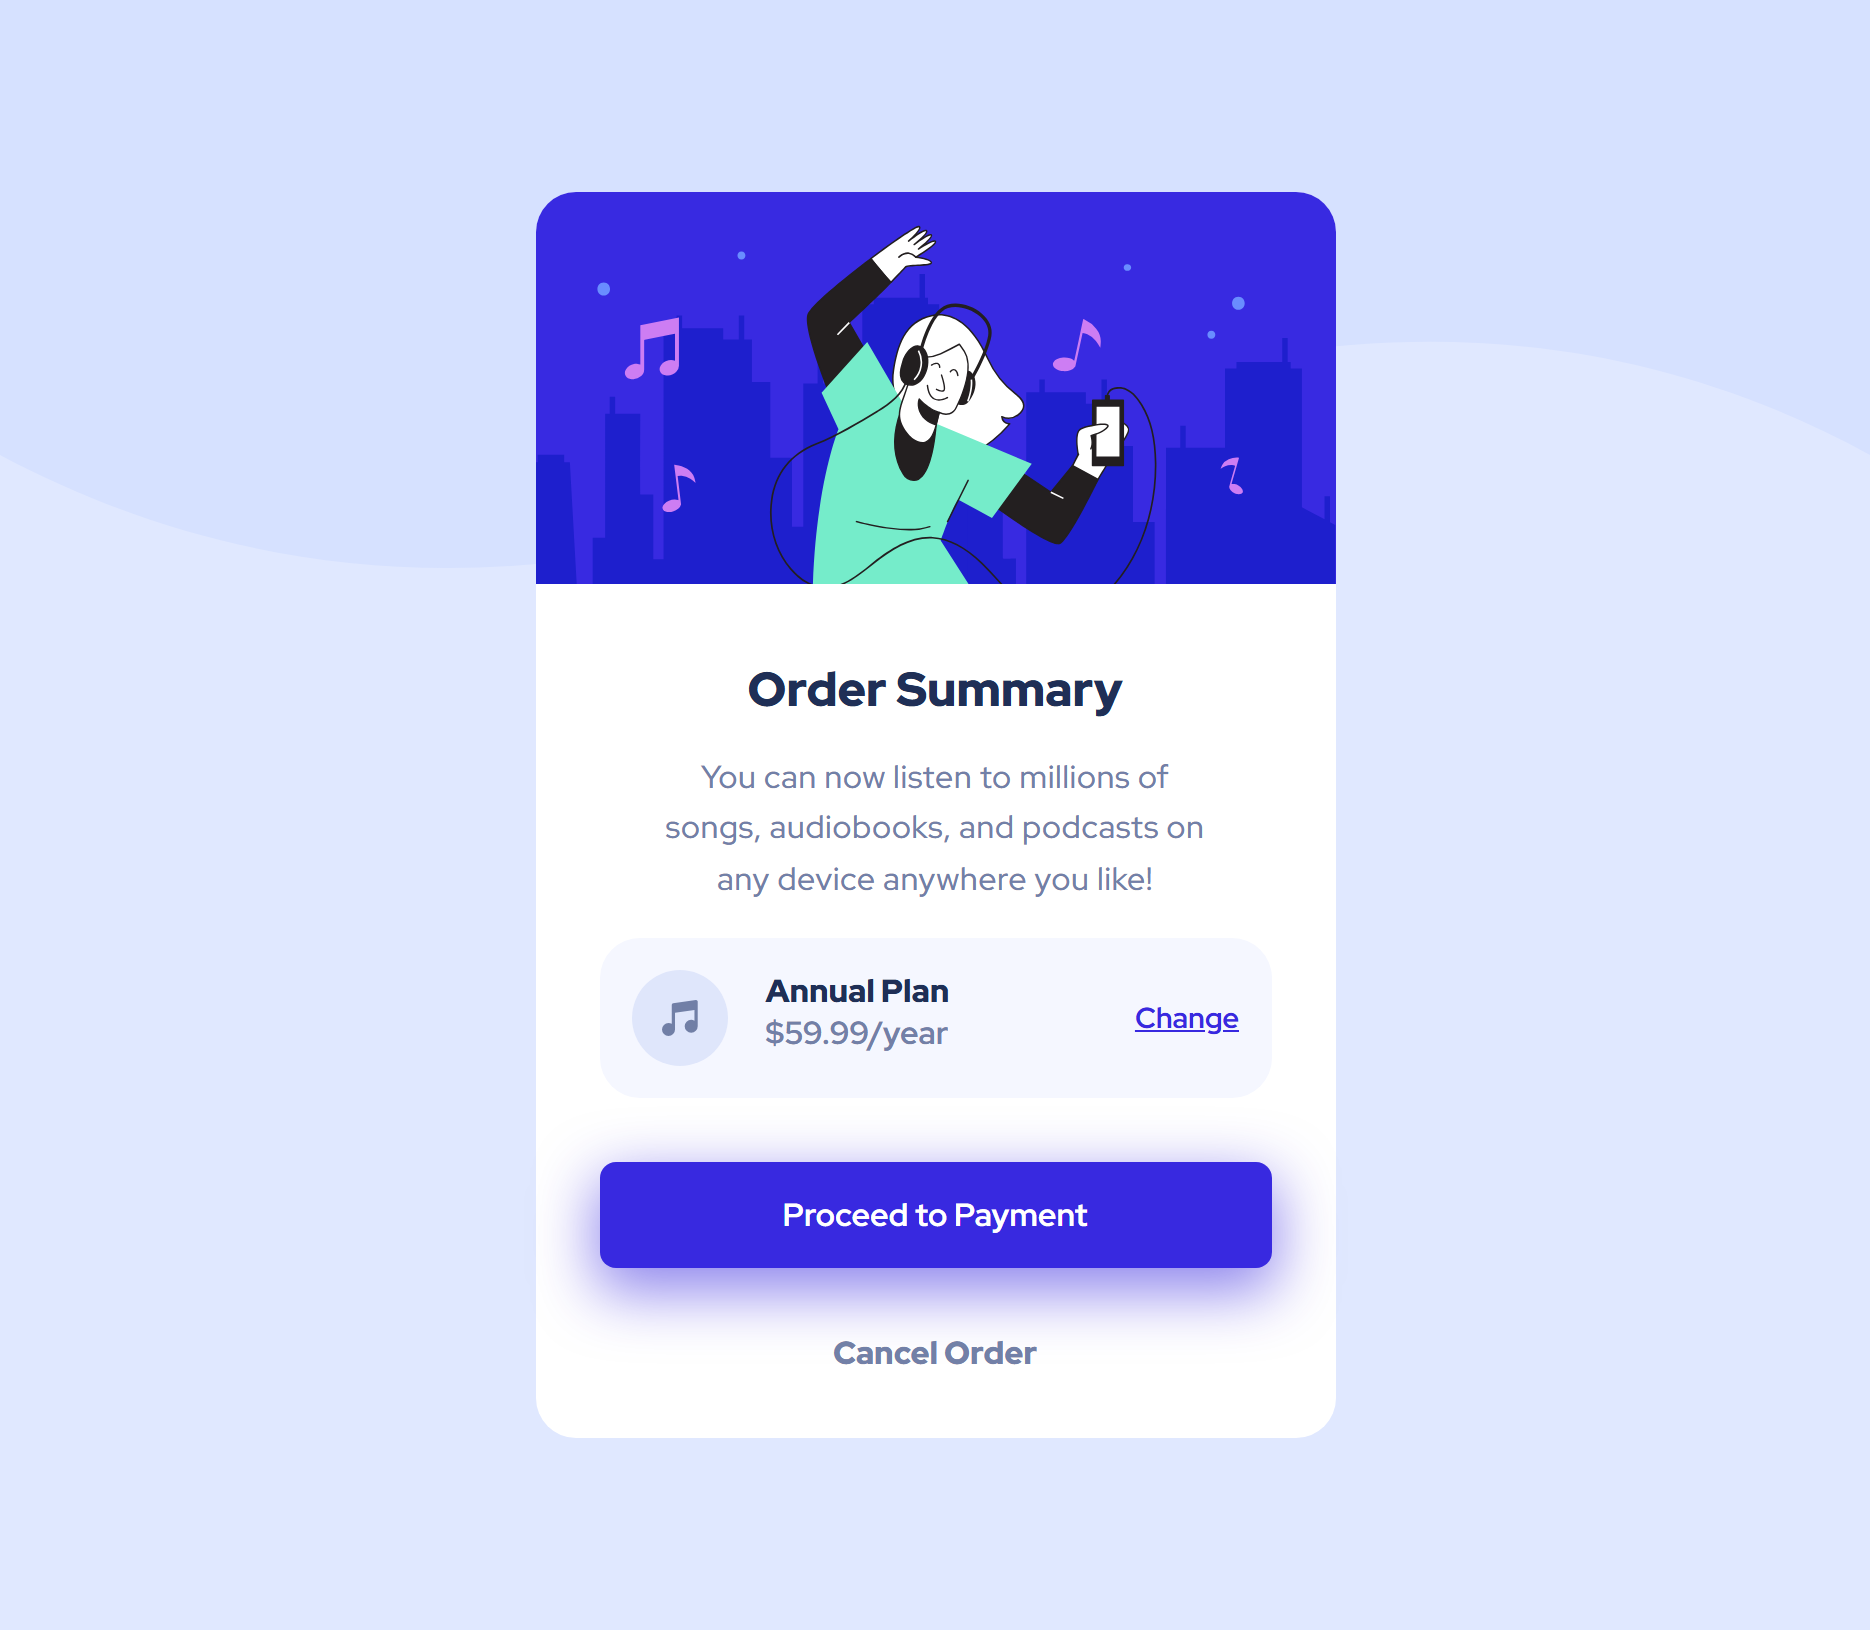 Order Summary
You can now listen to millions of
songs, audiobooks, and podcasts on
any device anywhere you like!
Annual Plan
$59.99/year
Change
Proceed to Payment
Cancel Order